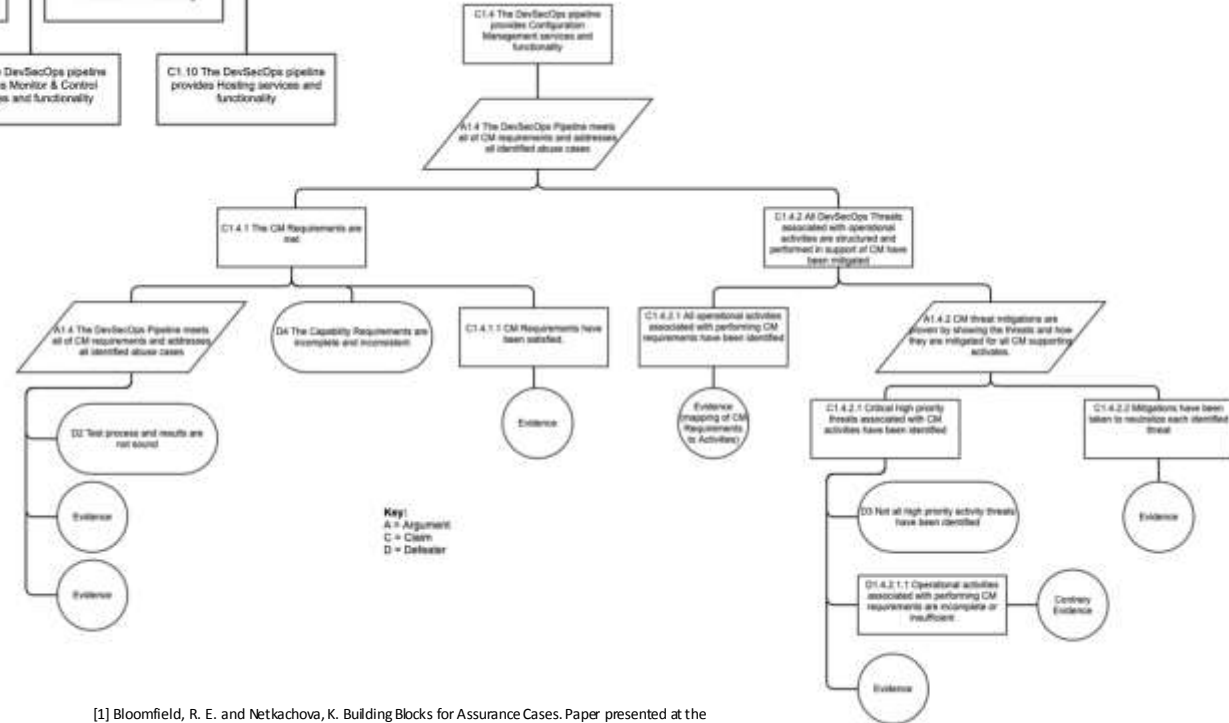 DevSecOps pipeline
s Monitor & Control
es and functionality
C1.10 The DevSecOps pipeline
provides Hosting services and
functionality
C1.4 The DevSecOps pipeline
provides Configuration
Management services and
functionality
A1.4 The DevSecOps Pipeline meets
all of CM requirements and addresses
all identified abuse cases
C1.4.1 The CM Requirements are
met
C1.4.2 All DevSecOps Threats
associated with operational
activities are structured and
performed in support of CM have
been mitigated
A1.4 The DevSecOps Pipeline meets
all of CM requirements and addresses
all identified abuse cases
D4 The Capability Requirements are
incomplete and inconsistent
C1.4.1.1 CM Requirements have
been satisfied.
C1.4.2.1 All operational activities
associated with performing CM
requirements have been identified
A1.4.2 CM threat mitigations are
proven by showing the threats and how
they are mitigated for all CM supporting
activates.
D2 Test process and results are
not sound
Evidence
Evidence
(mapping of CM
Requirements
to Activities)
C1.4.2.1 Critical high priority
threats associated with CM
activities have been identified
C1.4.2.2 Mitigations have been
taken to neutralize each identified
threat
Evidence
Evidence
Key:
A = Argument
C = Claim
D = Defeater
D3 Not all high priority activity threats
have been identified
Evidence
D1.4.2.1.1 Operational activities
associated with performing CM
requirements are incomplete or
insufficient
Contrary
Evidence
Evidence
[1] Bloomfield, R. E. and Netkachova, K. Building Blocks for Assurance Cases. Paper presented at the